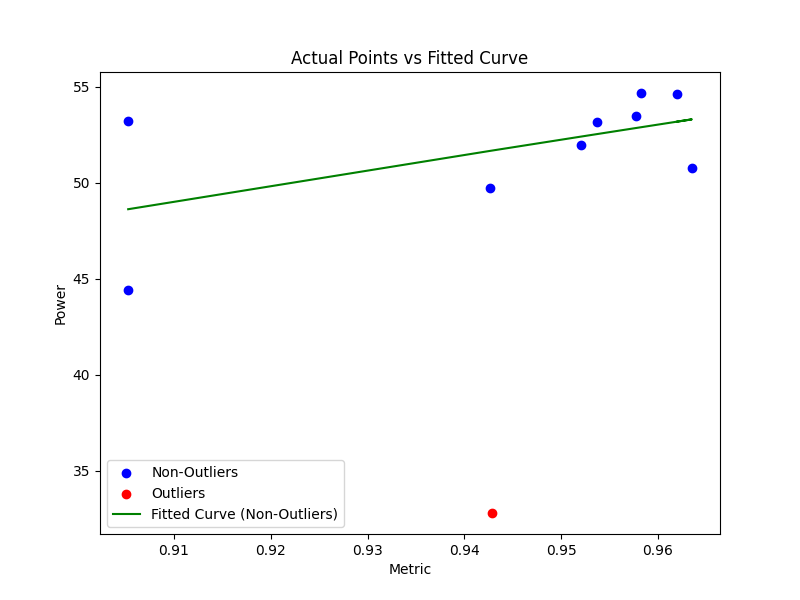 Actual Points vs Fitted Curve
55
50
45
40
35
Power
Non-Outliers
Outliers
Fitted Curve (Non-Outliers)
0.91 0.92 0.93 0.94 0.95 0.96
Metric